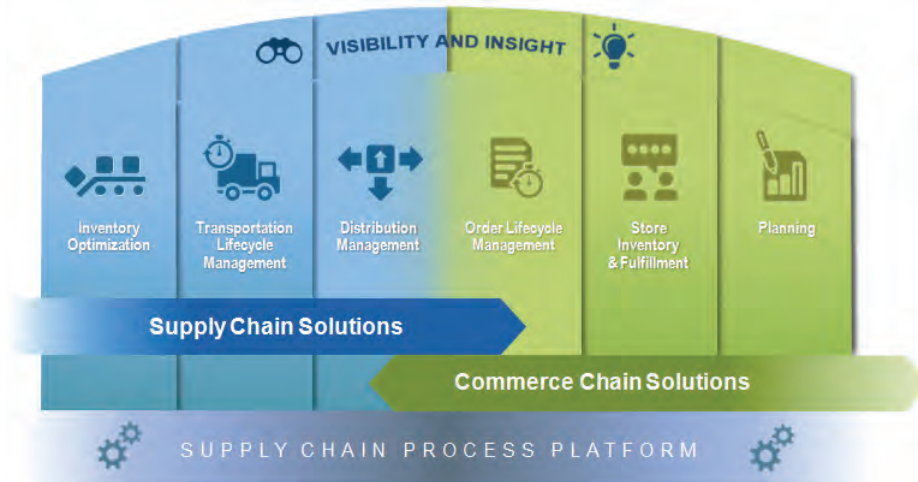 VISIBILITY AND INSIGHT
Inventory
Optimization
Transportation
Lifecycle
Management
Distribution
Management
Order Lifecycle
Management
Store
Inventory
& Fulfillment
Planning
Supply Chain Solutions
Commerce Chain Solutions
SUPPLY CHAIN PROCESS PLATFORM